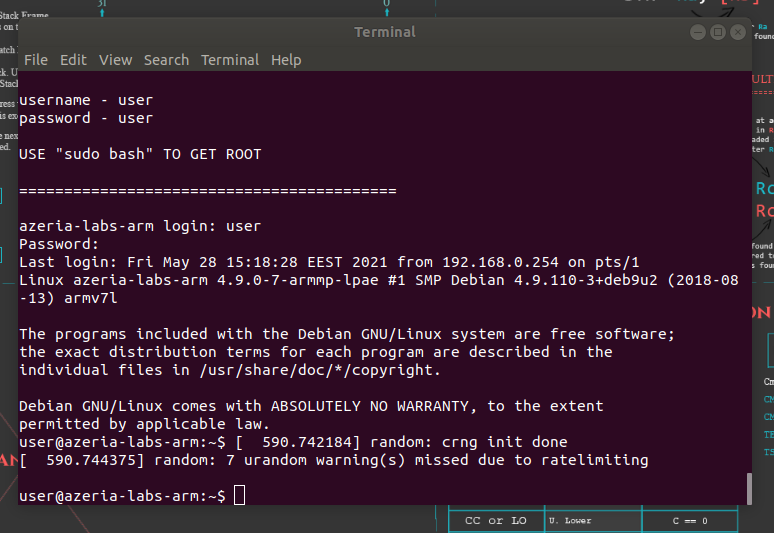 31
0
Stack Frame
Terminal
File Edit View Search Terminal Help
username - user
password - user
USE "sudo bash" TO GET ROOT
==========================================
azeria-labs-arm login: user
Password:
Last login: Fri May 28 15:18:28 EEST 2021 from 192.168.0.254 on pts/1
Linux azeria-labs-arm 4.9.0-7-armmp-lpae #1 SMP Debian 4.9.110-3+deb9u2 (2018-08
-13) armv7l
The programs included with the Debian GNU/Linux system are free software;
the exact distribution terms for each program are described in the
individual files in /usr/share/doc/*/copyright.
Debian GNU/Linux comes with ABSOLUTELY NO WARRANTY, to the extent
permitted by applicable law.
user@azeria-labs-arm:~$ [  590.742184] random: crng init done
[  590.744375] random: 7 urandom warning(s) missed due to ratelimiting
user@azeria-labs-arm:~$
CC or LO U. Lower C == 0